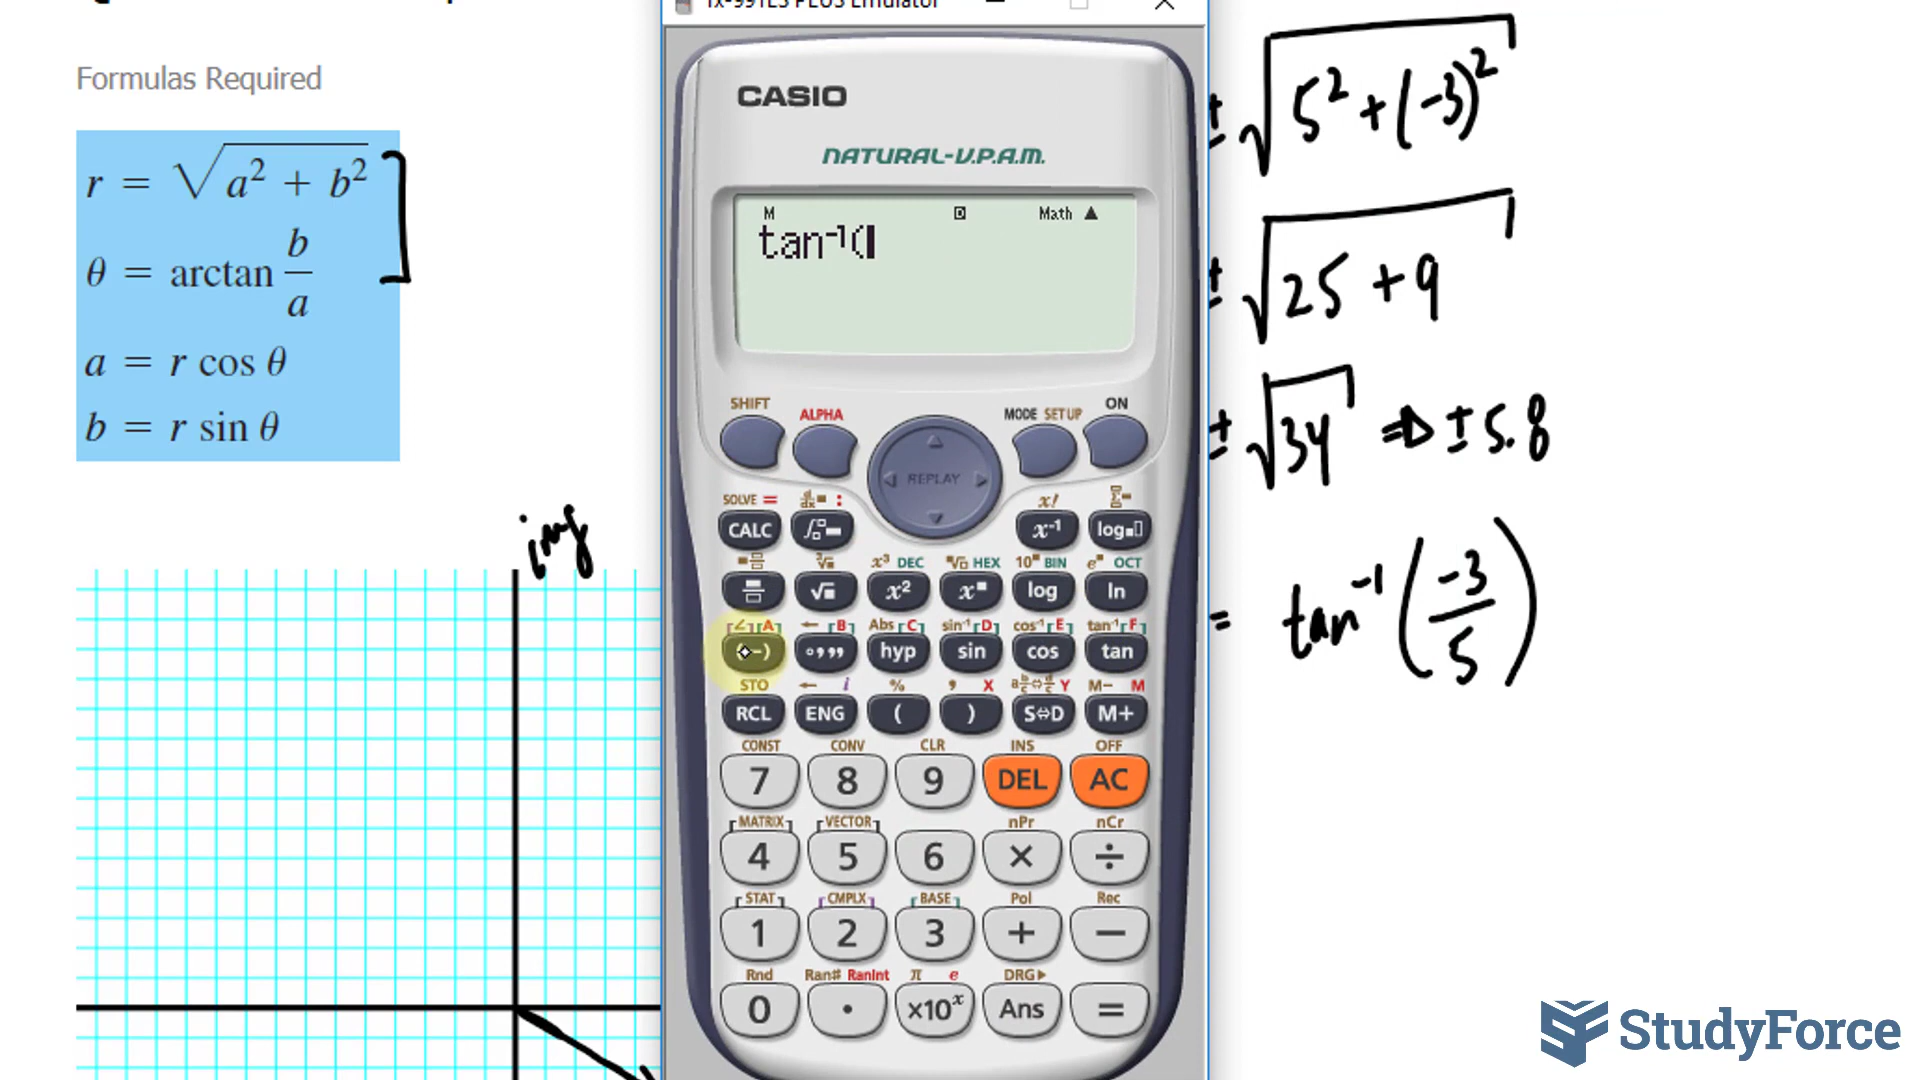 Formulas Required
r = √a² + b²
θ = arctan b/a
a = r cos θ
b = r sin θ
img
CASIO
NATURAL-V.P.A.M.
M D Math ▲
tan⁻¹(
SHIFT ALPHA MODE SETUP ON
REPLAY
SOLVE = d/dx : x! Σ
CALC ∫ x⁻¹ log
x³ DEC HEX 10 BIN e OCT
√ x² x log ln
∠ A ← B Abs C sin⁻¹ D cos⁻¹ E tan⁻¹ F
(−) hyp sin cos tan
STO ← i % , X Y M− M
RCL ENG ( ) S⇔D M+
CONST CONV CLR INS OFF
7 8 9 DEL AC
MATRIX VECTOR nPr nCr
4 5 6 × ÷
STAT CMPLX BASE Pol Rec
1 2 3 + −
Rnd Ran# RanInt π e DRG▶
0 . ×10ˣ Ans =
± √5² + (-3)²
± √25 + 9
± √34 ⇒ ± 5.8
= tan⁻¹(-3/5)
StudyForce